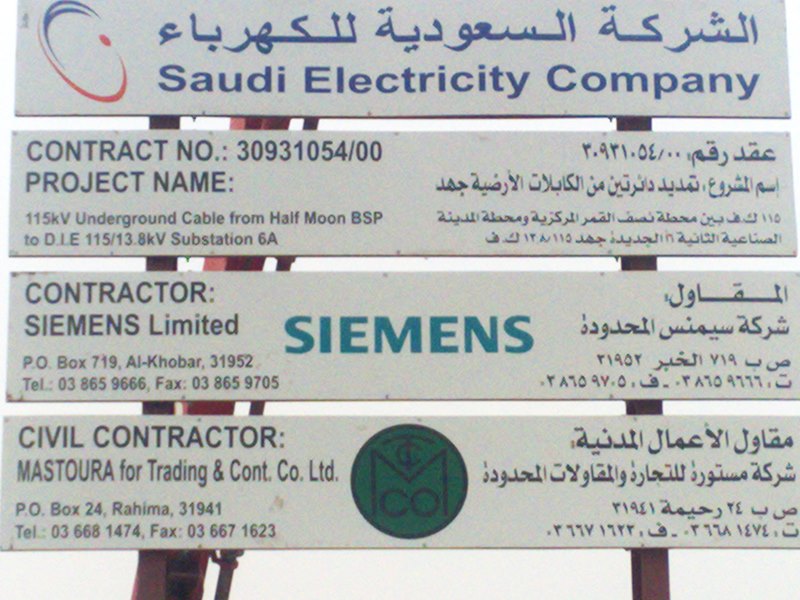 الشركة السعودية للكهرباء
Saudi Electricity Company
CONTRACT NO.: 30931054/00
عقد رقم: ٣٠٩٣١٠٥٤/٠٠
PROJECT NAME:
إسم المشروع: تمديد دائرتين من الكابلات الأرضية جهد
115kV Underground Cable from Half Moon BSP
١١٥ ك.ف بين محطة نصف القمر المركزية ومحطة المدينة
to D.I.E 115/13.8kV Substation 6A
الصناعية الثانية ٦أ الجديدة جهد ١٣.٨/١١٥ ك.ف
CONTRACTOR:
المقاول:
SIEMENS Limited
SIEMENS
شركة سيمنس المحدودة
P.O. Box 719, Al-Khobar, 31952
ص ب ٧١٩ الخبر ٣١٩٥٢
Tel.: 03 865 9666, Fax: 03 865 9705
ت: ٠٣٨٦٥٩٦٦٦ - ف: ٠٣٨٦٥٩٧٠٥
CIVIL CONTRACTOR:
مقاول الأعمال المدنية:
MASTOURA for Trading & Cont. Co. Ltd.
MTC CO
شركة مستورة للتجارة والمقاولات المحدودة
P.O. Box 24, Rahima, 31941
ص ب ٢٤ رحيمة ٣١٩٤١
Tel.: 03 668 1474, Fax: 03 667 1623
ت: ٠٣٦٦٨١٤٧٤ - ف: ٠٣٦٦٧١٦٢٣